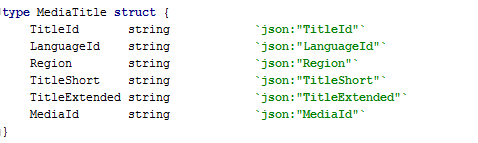 type MediaTitle struct {
TitleId string `json:"TitleId"`
LanguageId string `json:"LanguageId"`
Region string `json:"Region"`
TitleShort string `json:"TitleShort"`
TitleExtended string `json:"TitleExtended"`
MediaId string `json:"MediaId"`
}